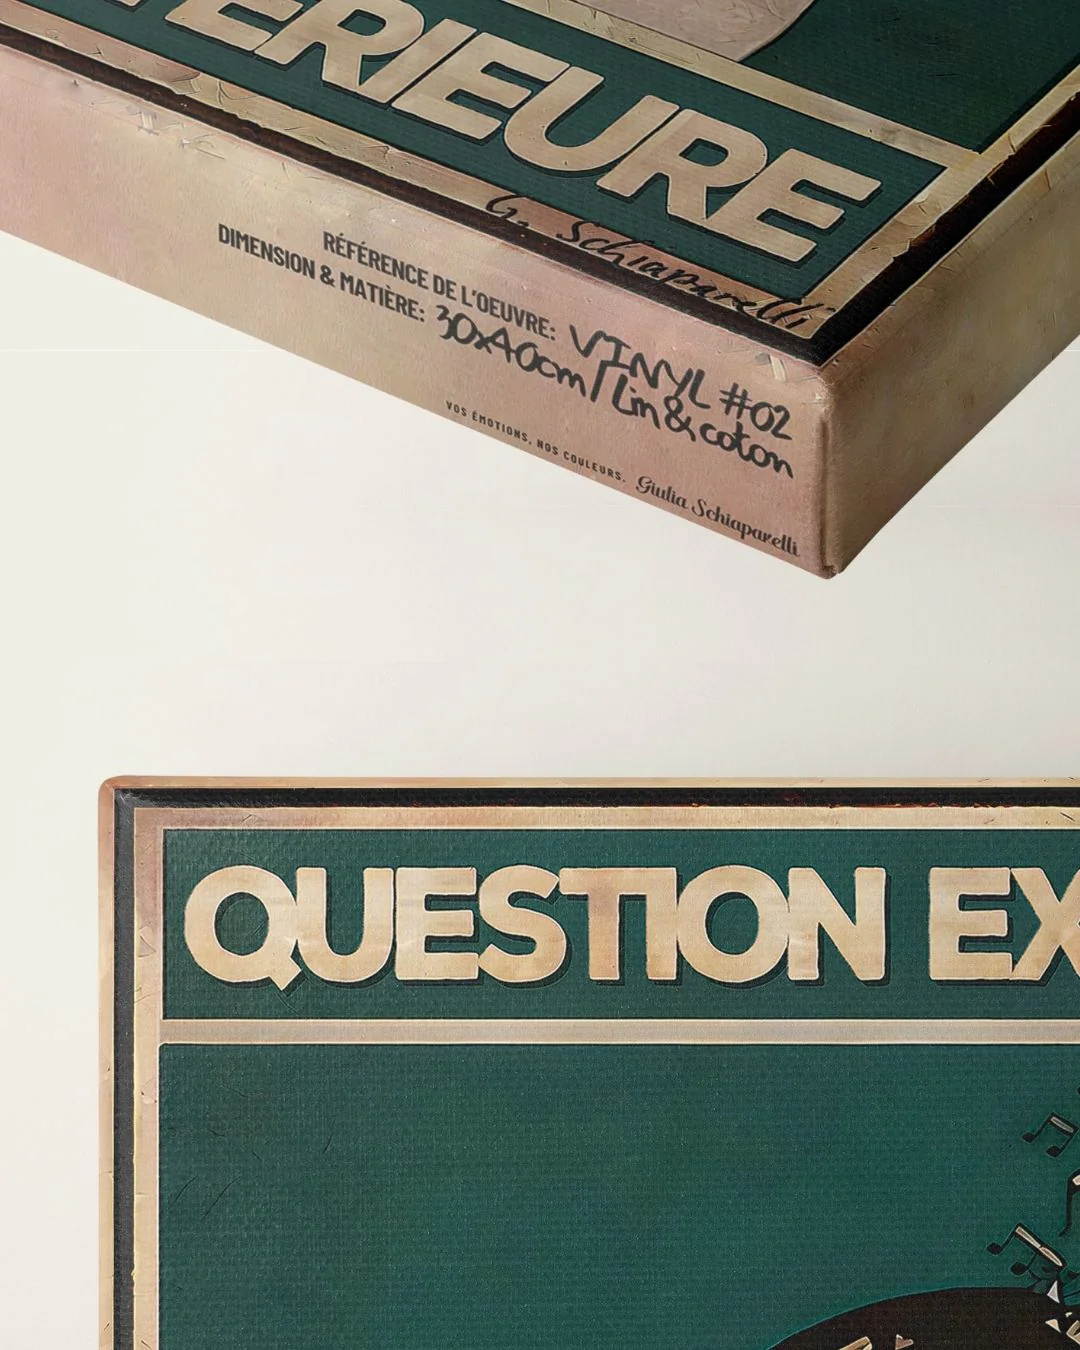 ERIEURE
G. Schiaparelli
RÉFÉRENCE DE L'OEUVRE: VINYL #02
DIMENSION & MATIÈRE: 30x40cm / Lin & coton
VOS ÉMOTIONS, NOS COULEURS. Giulia Schiaparelli
QUESTION EX